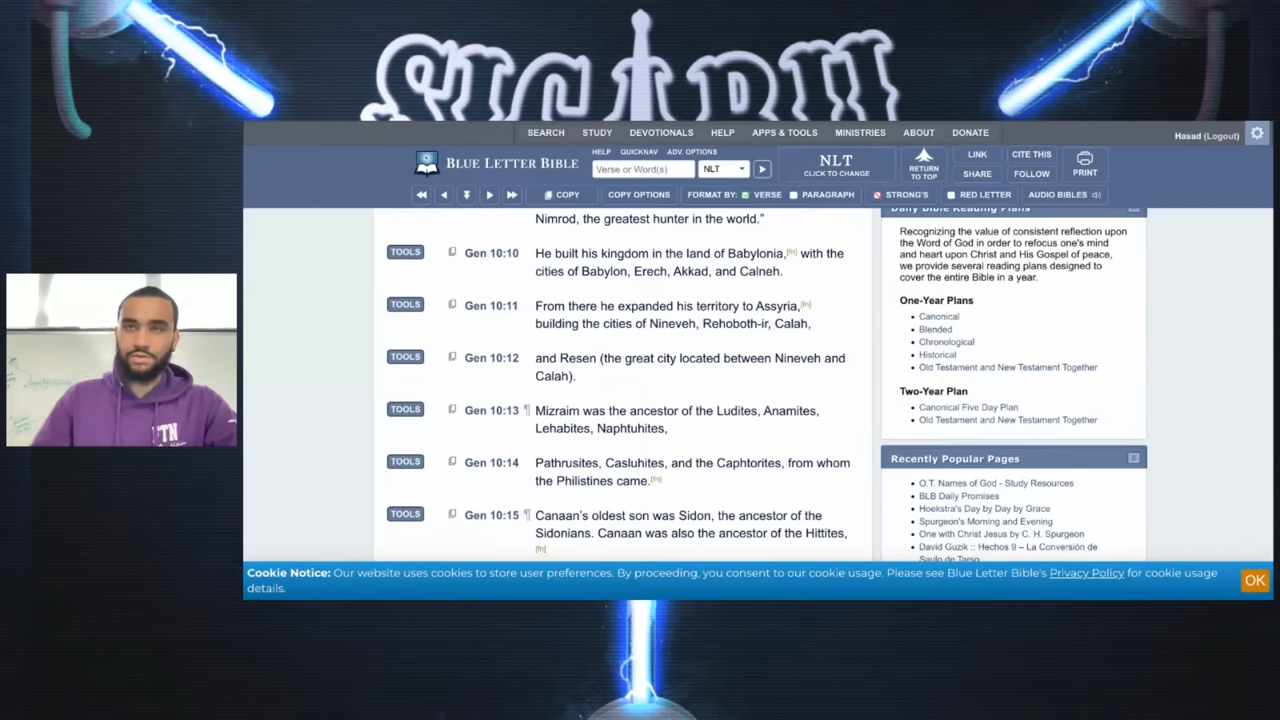 SICARII
SEARCH STUDY DEVOTIONALS HELP APPS & TOOLS MINISTRIES ABOUT DONATE
Hasad (Logout)
BLUE LETTER BIBLE
HELP QUICKNAV ADV. OPTIONS
Verse or Word(s) NLT
NLT
CLICK TO CHANGE
RETURN
TO TOP
LINK CITE THIS
SHARE FOLLOW
PRINT
COPY COPY OPTIONS FORMAT BY: VERSE PARAGRAPH STRONG'S RED LETTER AUDIO BIBLES
Nimrod, the greatest hunter in the world.”
TOOLS Gen 10:10 He built his kingdom in the land of Babylonia,[fn] with the
cities of Babylon, Erech, Akkad, and Calneh.
TOOLS Gen 10:11 From there he expanded his territory to Assyria,[fn]
building the cities of Nineveh, Rehoboth-ir, Calah,
TOOLS Gen 10:12 and Resen (the great city located between Nineveh and
Calah).
TOOLS Gen 10:13 ¶ Mizraim was the ancestor of the Ludites, Anamites,
Lehabites, Naphtuhites,
TOOLS Gen 10:14 Pathrusites, Casluhites, and the Caphtorites, from whom
the Philistines came.[fn]
TOOLS Gen 10:15 ¶ Canaan’s oldest son was Sidon, the ancestor of the
Sidonians. Canaan was also the ancestor of the Hittites,
[fn]
Daily Bible Reading Plans
Recognizing the value of consistent reflection upon
the Word of God in order to refocus one's mind
and heart upon Christ and His Gospel of peace,
we provide several reading plans designed to
cover the entire Bible in a year.
One-Year Plans
• Canonical
• Blended
• Chronological
• Historical
• Old Testament and New Testament Together
Two-Year Plan
• Canonical Five Day Plan
• Old Testament and New Testament Together
Recently Popular Pages
• O.T. Names of God - Study Resources
• BLB Daily Promises
• Hoekstra's Day by Day by Grace
• Spurgeon's Morning and Evening
• One with Christ Jesus by C. H. Spurgeon
• David Guzik :: Hechos 9 – La Conversión de
Saulo de Tarso
Cookie Notice: Our website uses cookies to store user preferences. By proceeding, you consent to our cookie usage. Please see Blue Letter Bible's Privacy Policy for cookie usage
details.
OK